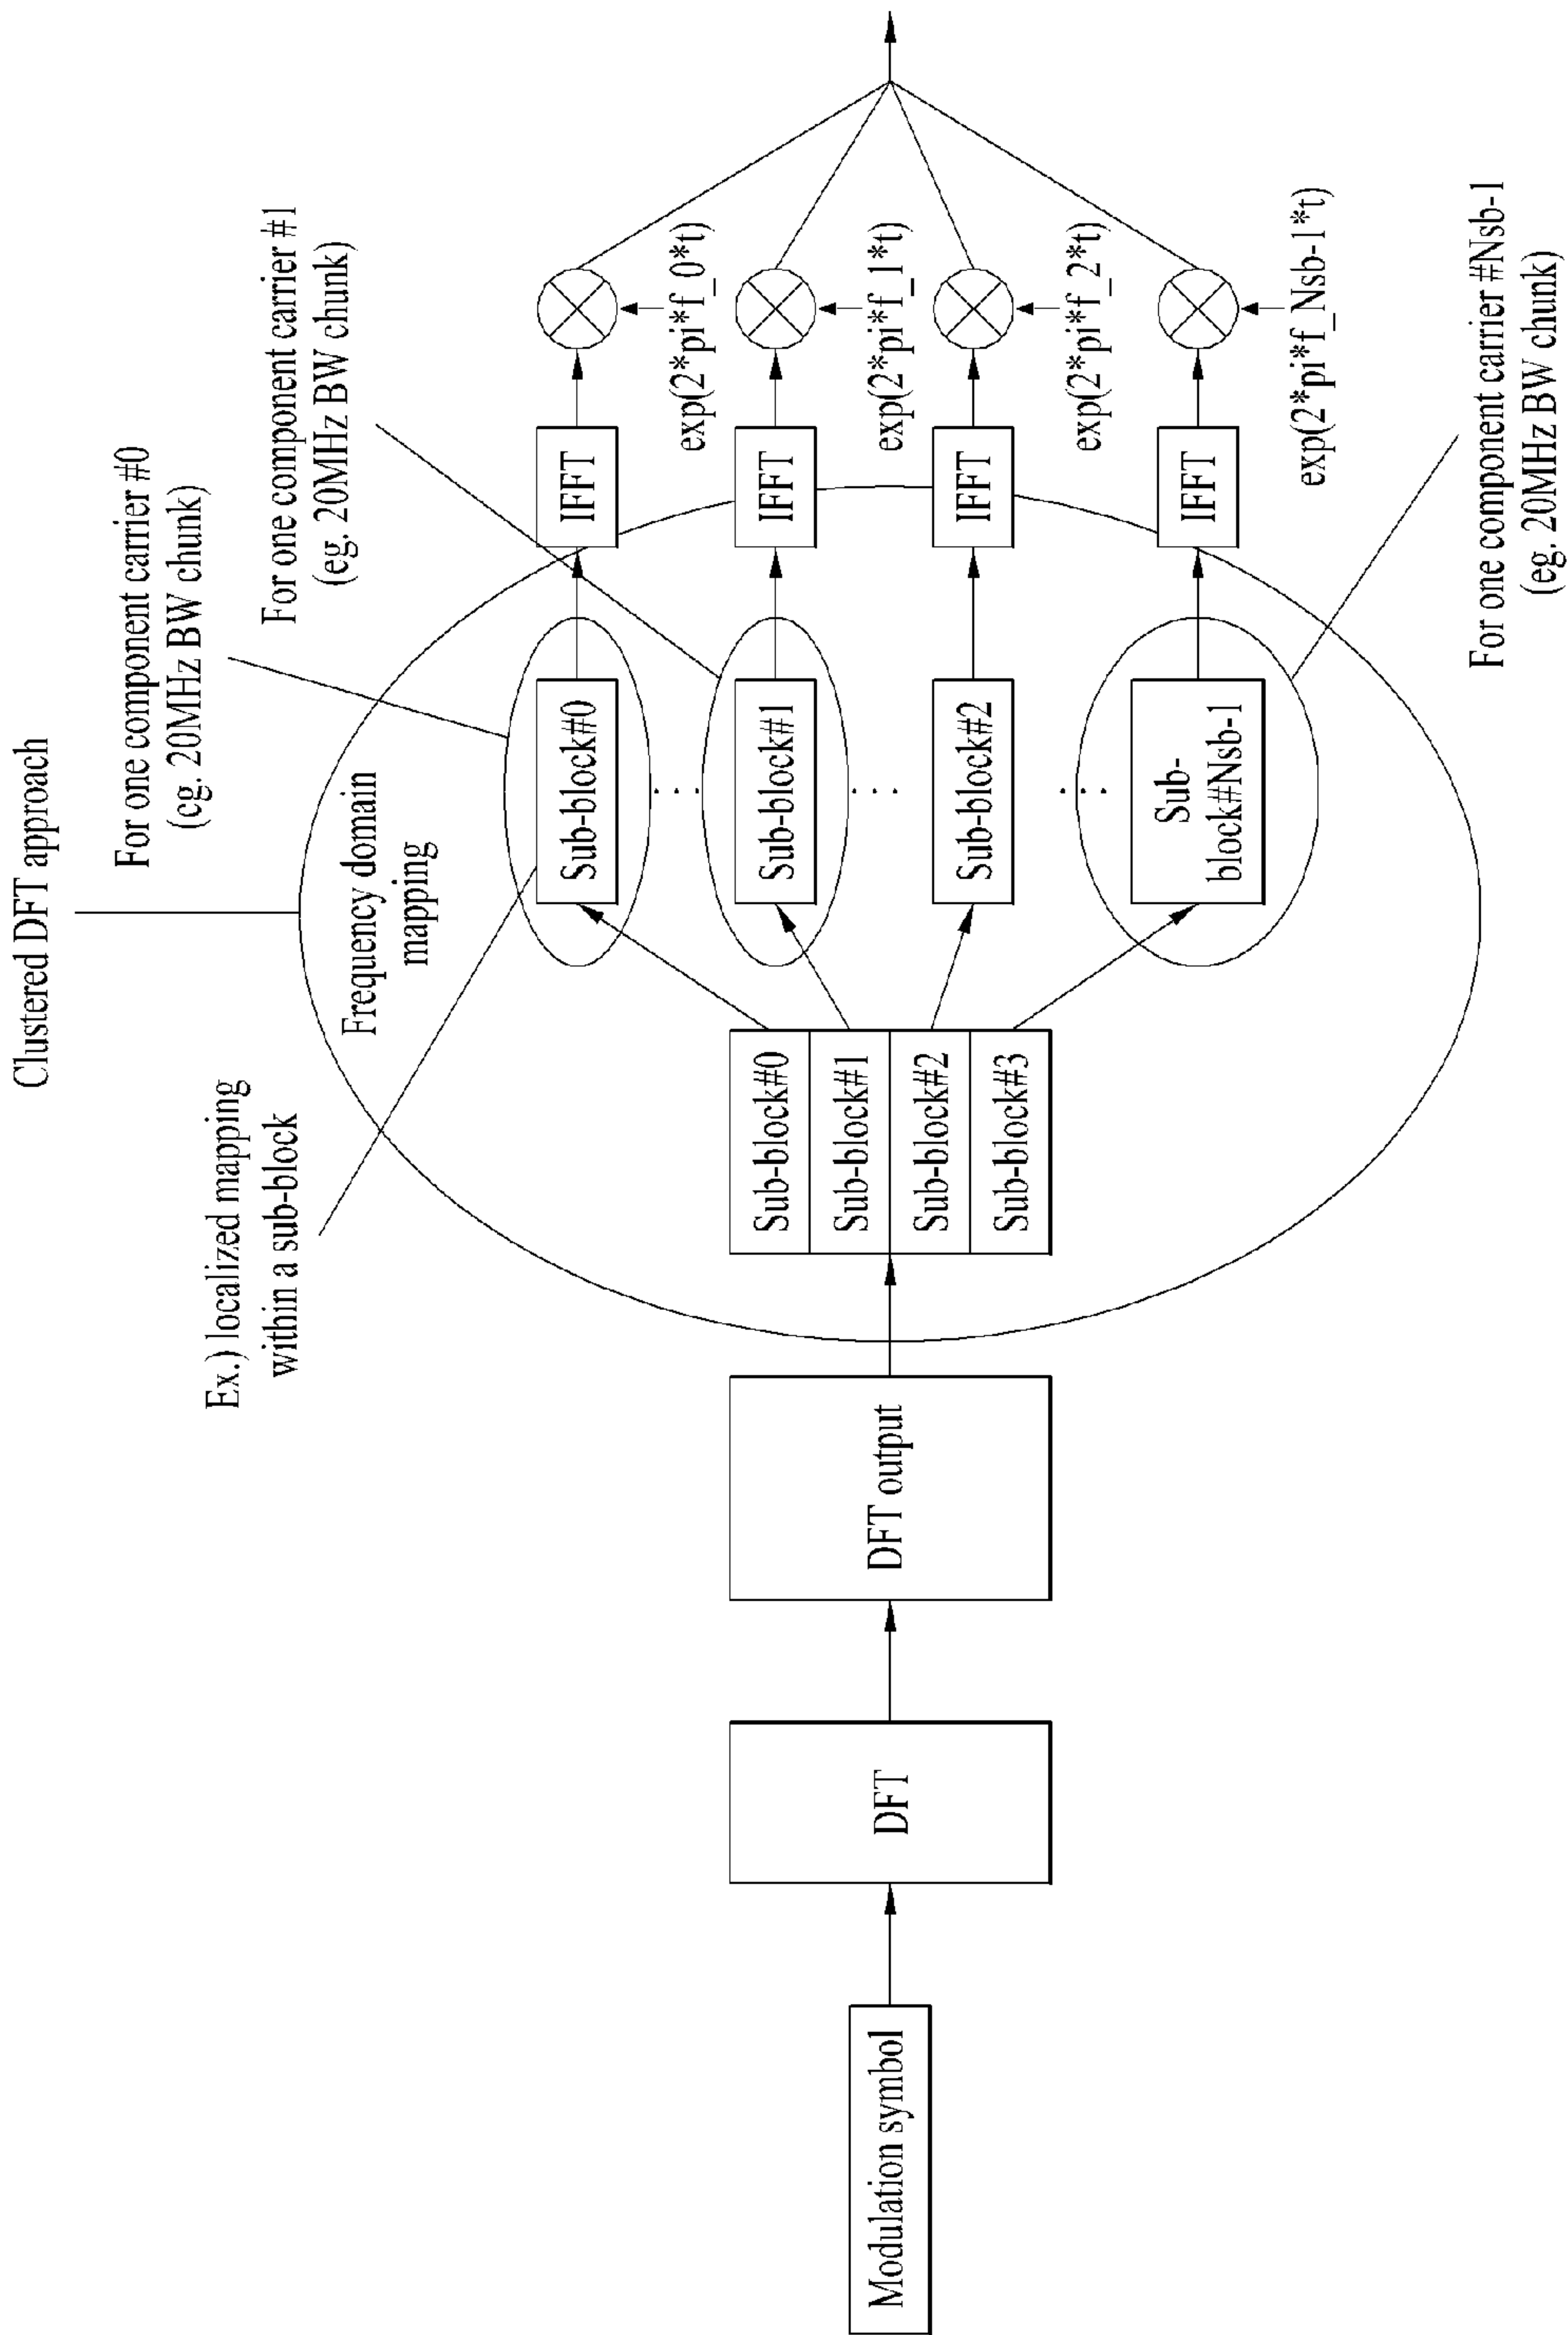 Clustered DFT approach
For one component carrier #0
(cg. 20MHz BW chunk)
For one component carrier #1
(eg. 20MHz BW chunk)
Ex.) localized mapping
within a sub-block
Frequency domain
mapping
Modulation symbol
DFT
DFT output
Sub-block#0
Sub-block#1
Sub-block#2
Sub-block#3
Sub-block#0
IFFT
exp(2*pi*f_0*t)
Sub-block#1
IFFT
exp(2*pi*f_1*t)
Sub-block#2
IFFT
exp(2*pi*f_2*t)
Sub-
block#Nsb-1
IFFT
exp(2*pi*f_Nsb-1*t)
For one component carrier #Nsb-1
(eg. 20MHz BW chunk)